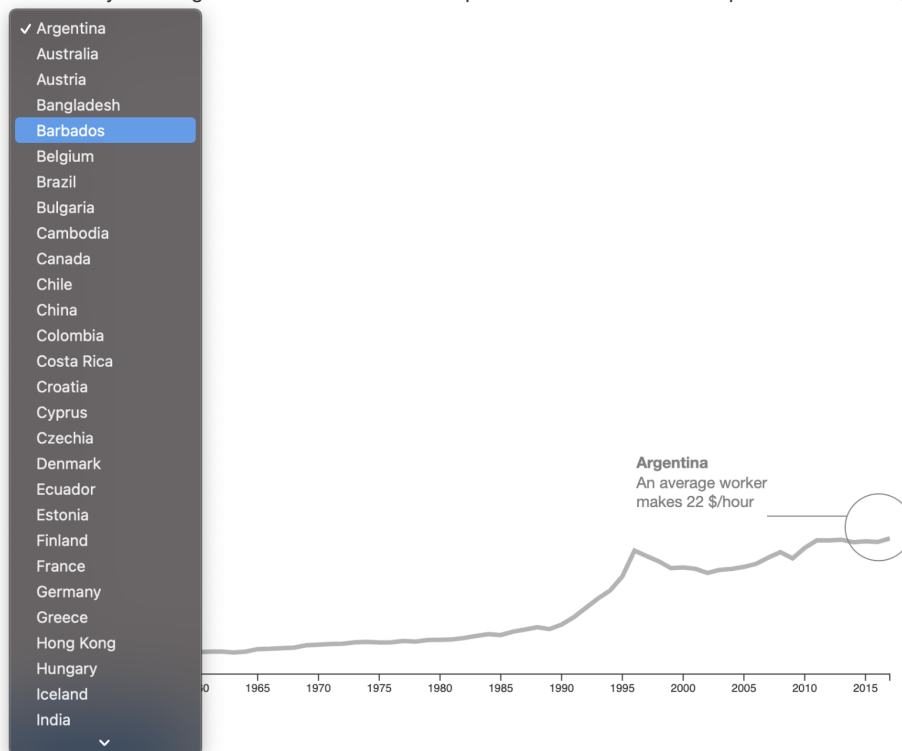 ✓ Argentina
Australia
Austria
Bangladesh
Barbados
Belgium
Brazil
Bulgaria
Cambodia
Canada
Chile
China
Colombia
Costa Rica
Croatia
Cyprus
Czechia
Denmark
Ecuador
Estonia
Finland
France
Germany
Greece
Hong Kong
Hungary
Iceland
India
Argentina
An average worker
makes 22 $/hour
1965 1970 1975 1980 1985 1990 1995 2000 2005 2010 2015